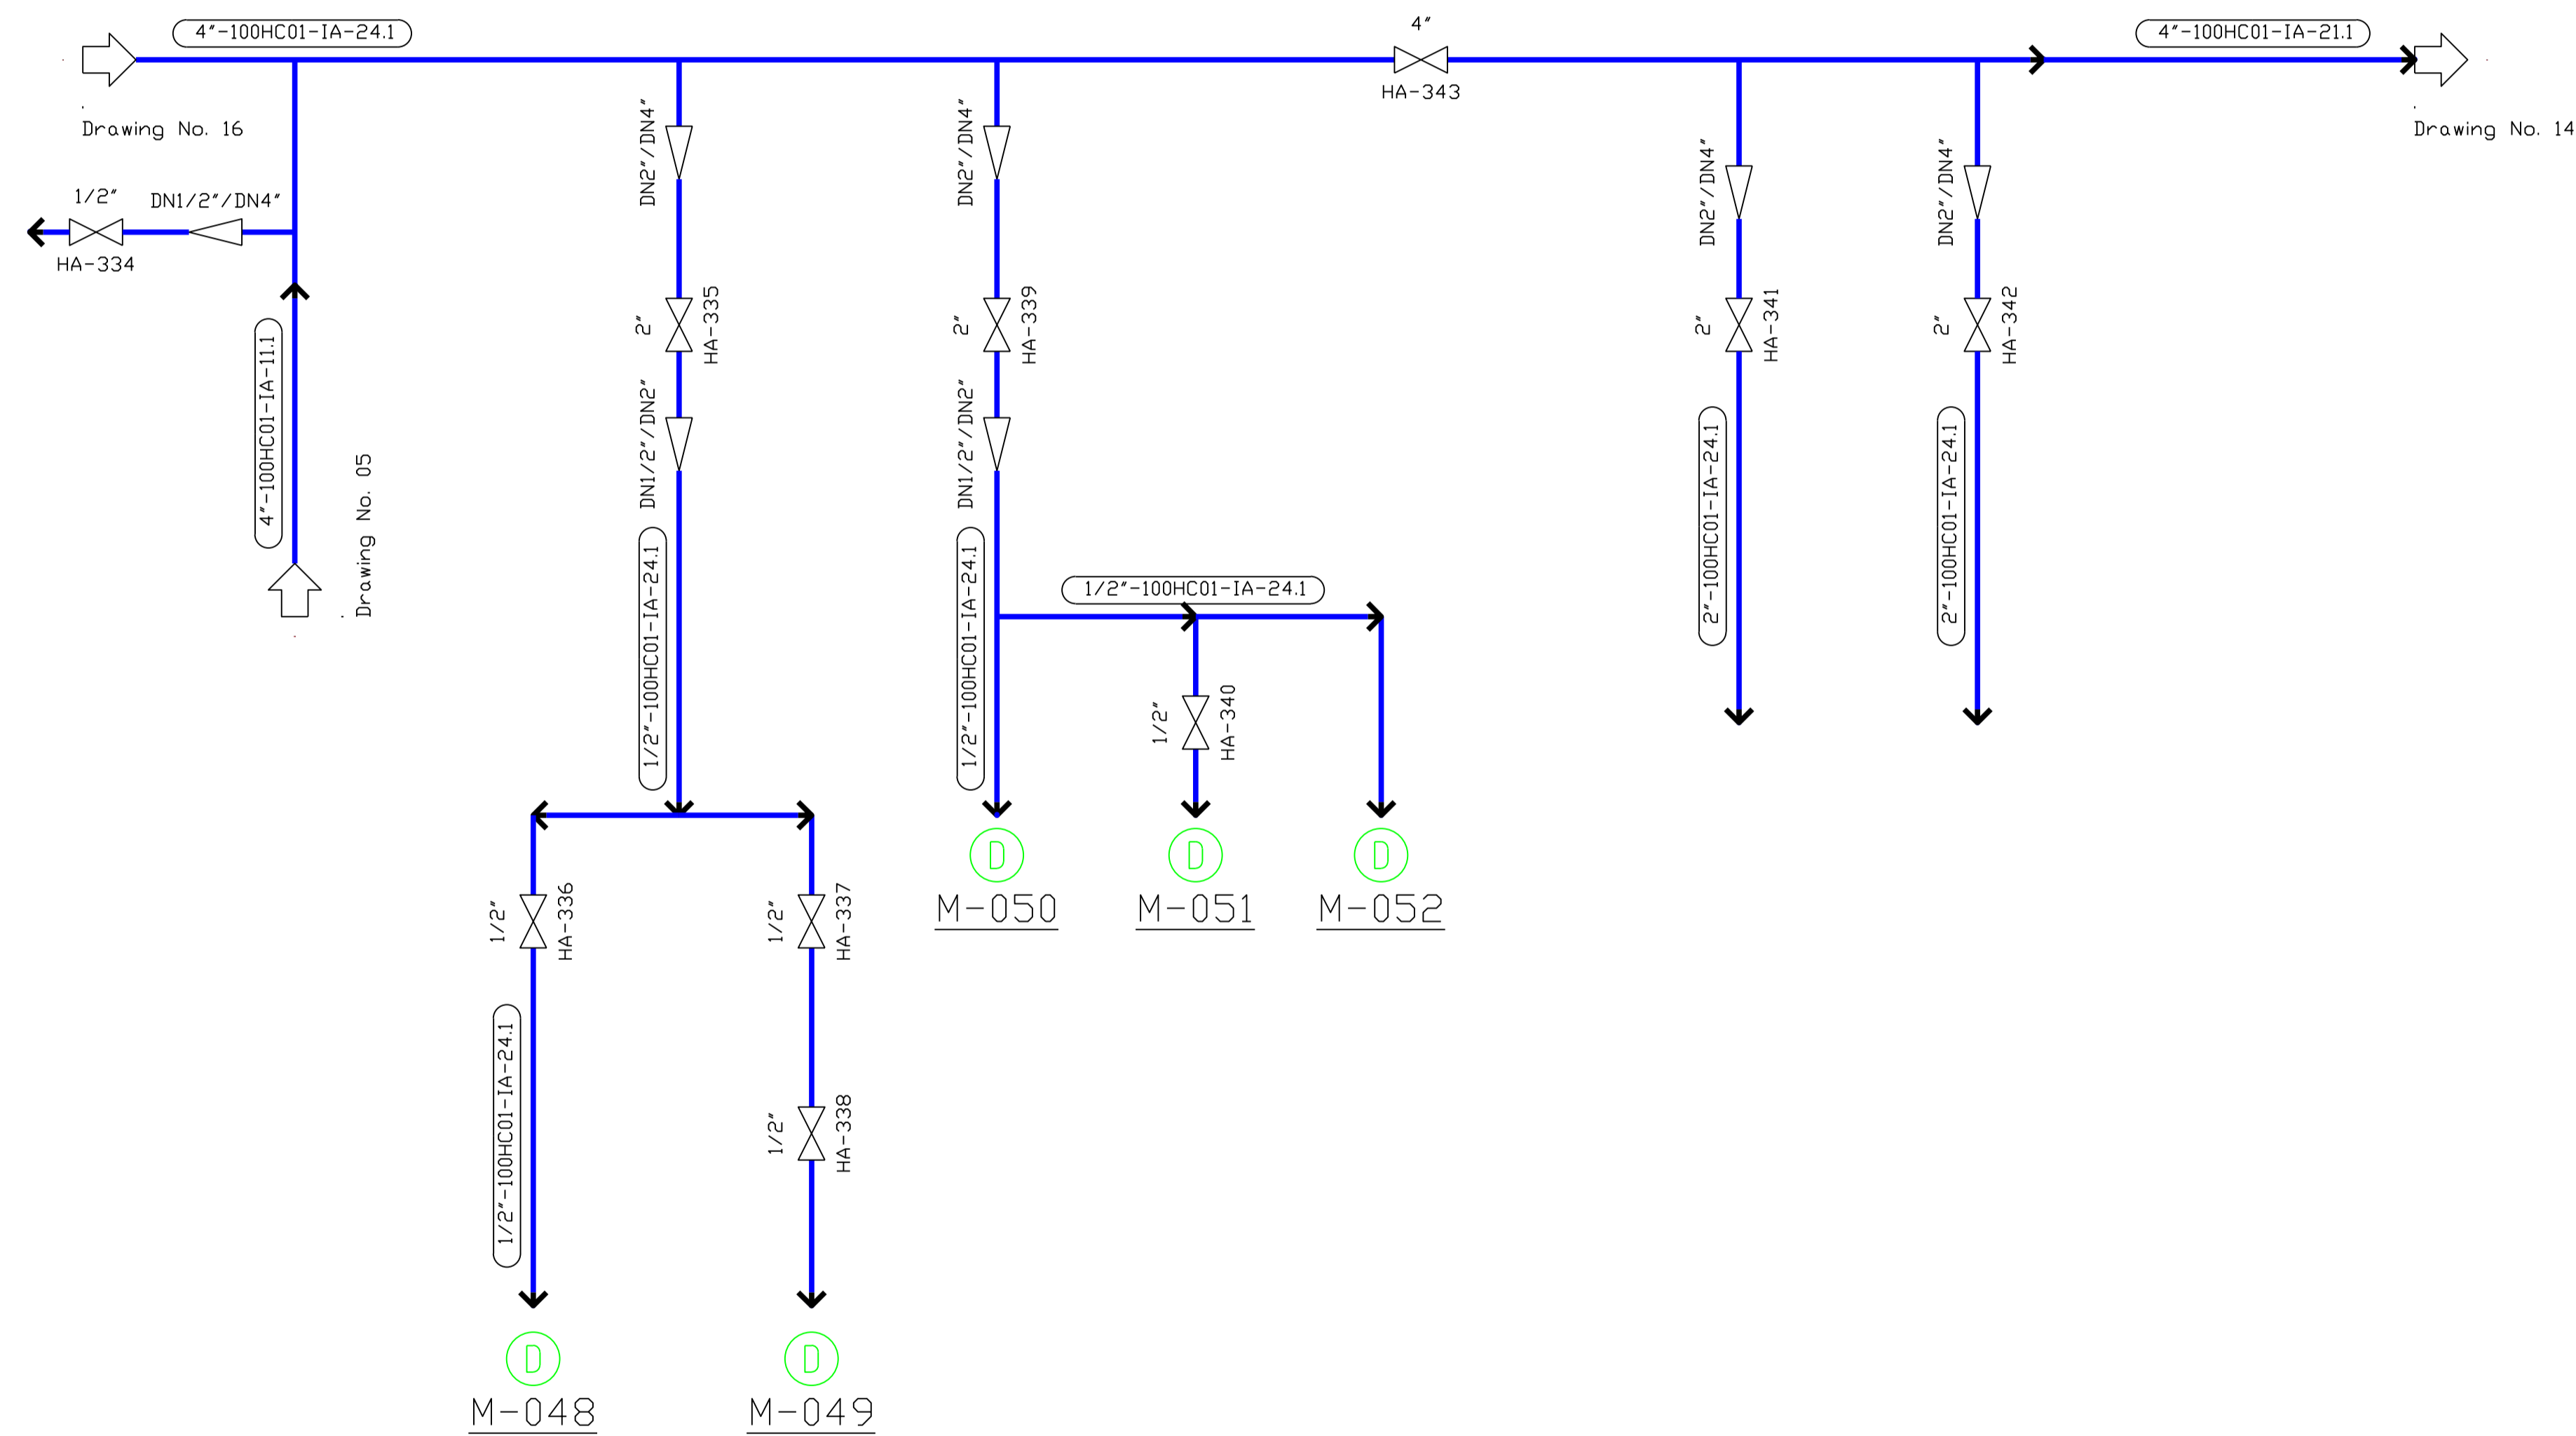 4"-100HC01-IA-24.1
4"
HA-343
4"-100HC01-IA-21.1
Drawing No. 16
Drawing No. 14
1/2"
DN1/2"/DN4"
HA-334
4"-100HC01-IA-11.1
Drawing No. 05
DN2"/DN4"
2"
HA-335
DN1/2"/DN2"
1/2"-100HC01-IA-24.1
DN2"/DN4"
2"
HA-339
DN1/2"/DN2"
1/2"-100HC01-IA-24.1
1/2"-100HC01-IA-24.1
1/2"
HA-340
DN2"/DN4"
2"
HA-341
2"-100HC01-IA-24.1
DN2"/DN4"
2"
HA-342
2"-100HC01-IA-24.1
D
M-050
D
M-051
D
M-052
1/2"
HA-336
1/2"-100HC01-IA-24.1
1/2"
HA-337
1/2"
HA-338
D
M-048
D
M-049